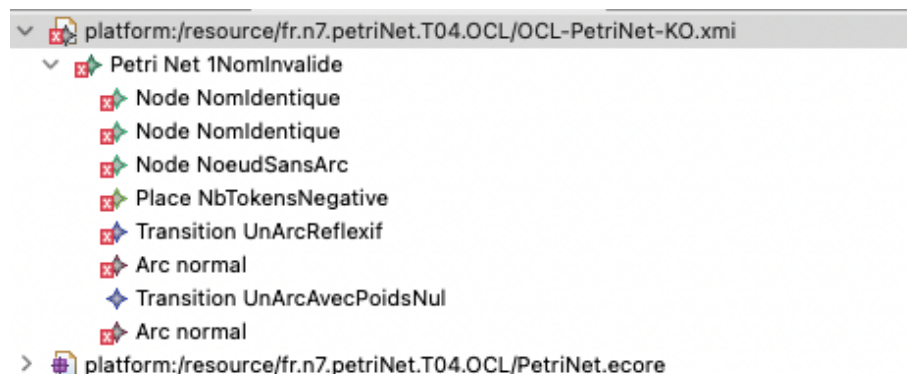 platform:/resource/fr.n7.petriNet.T04.OCL/OCL-PetriNet-KO.xmi
Petri Net 1NomInvalide
Node NomIdentique
Node NomIdentique
Node NoeudSansArc
Place NbTokensNegative
Transition UnArcReflexif
Arc normal
Transition UnArcAvecPoidsNul
Arc normal
platform:/resource/fr.n7.petriNet.T04.OCL/PetriNet.ecore